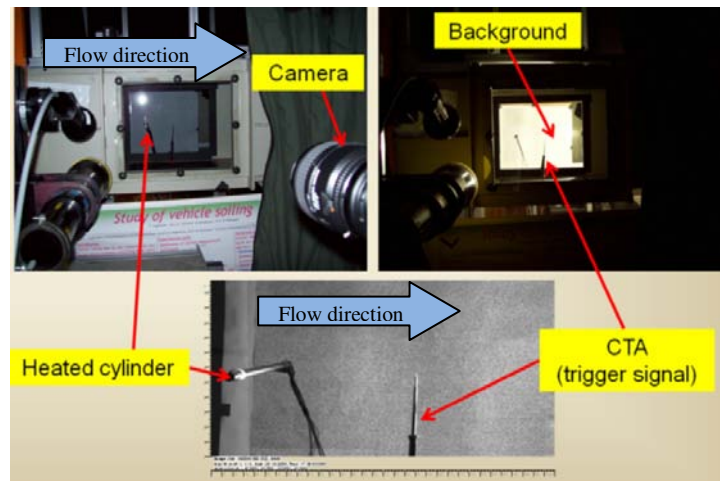 Flow direction
Camera
Background
Study of vehicle soiling
Flow direction
Heated cylinder
CTA
(trigger signal)